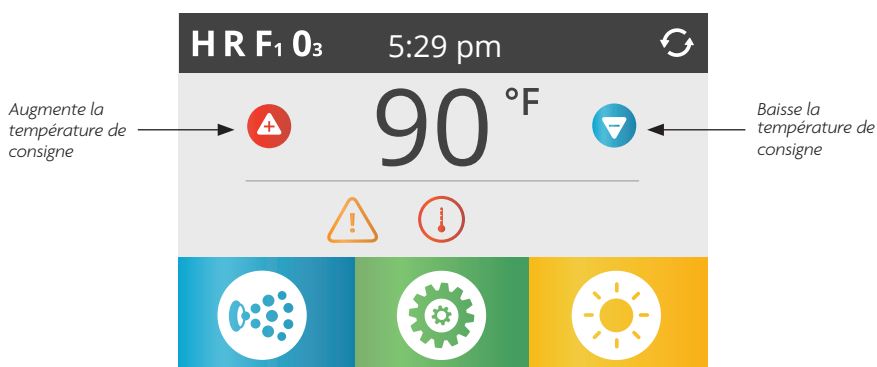 H R F1 03 5:29 pm
Augmente la
température de
consigne
90 °F
Baisse la
température de
consigne